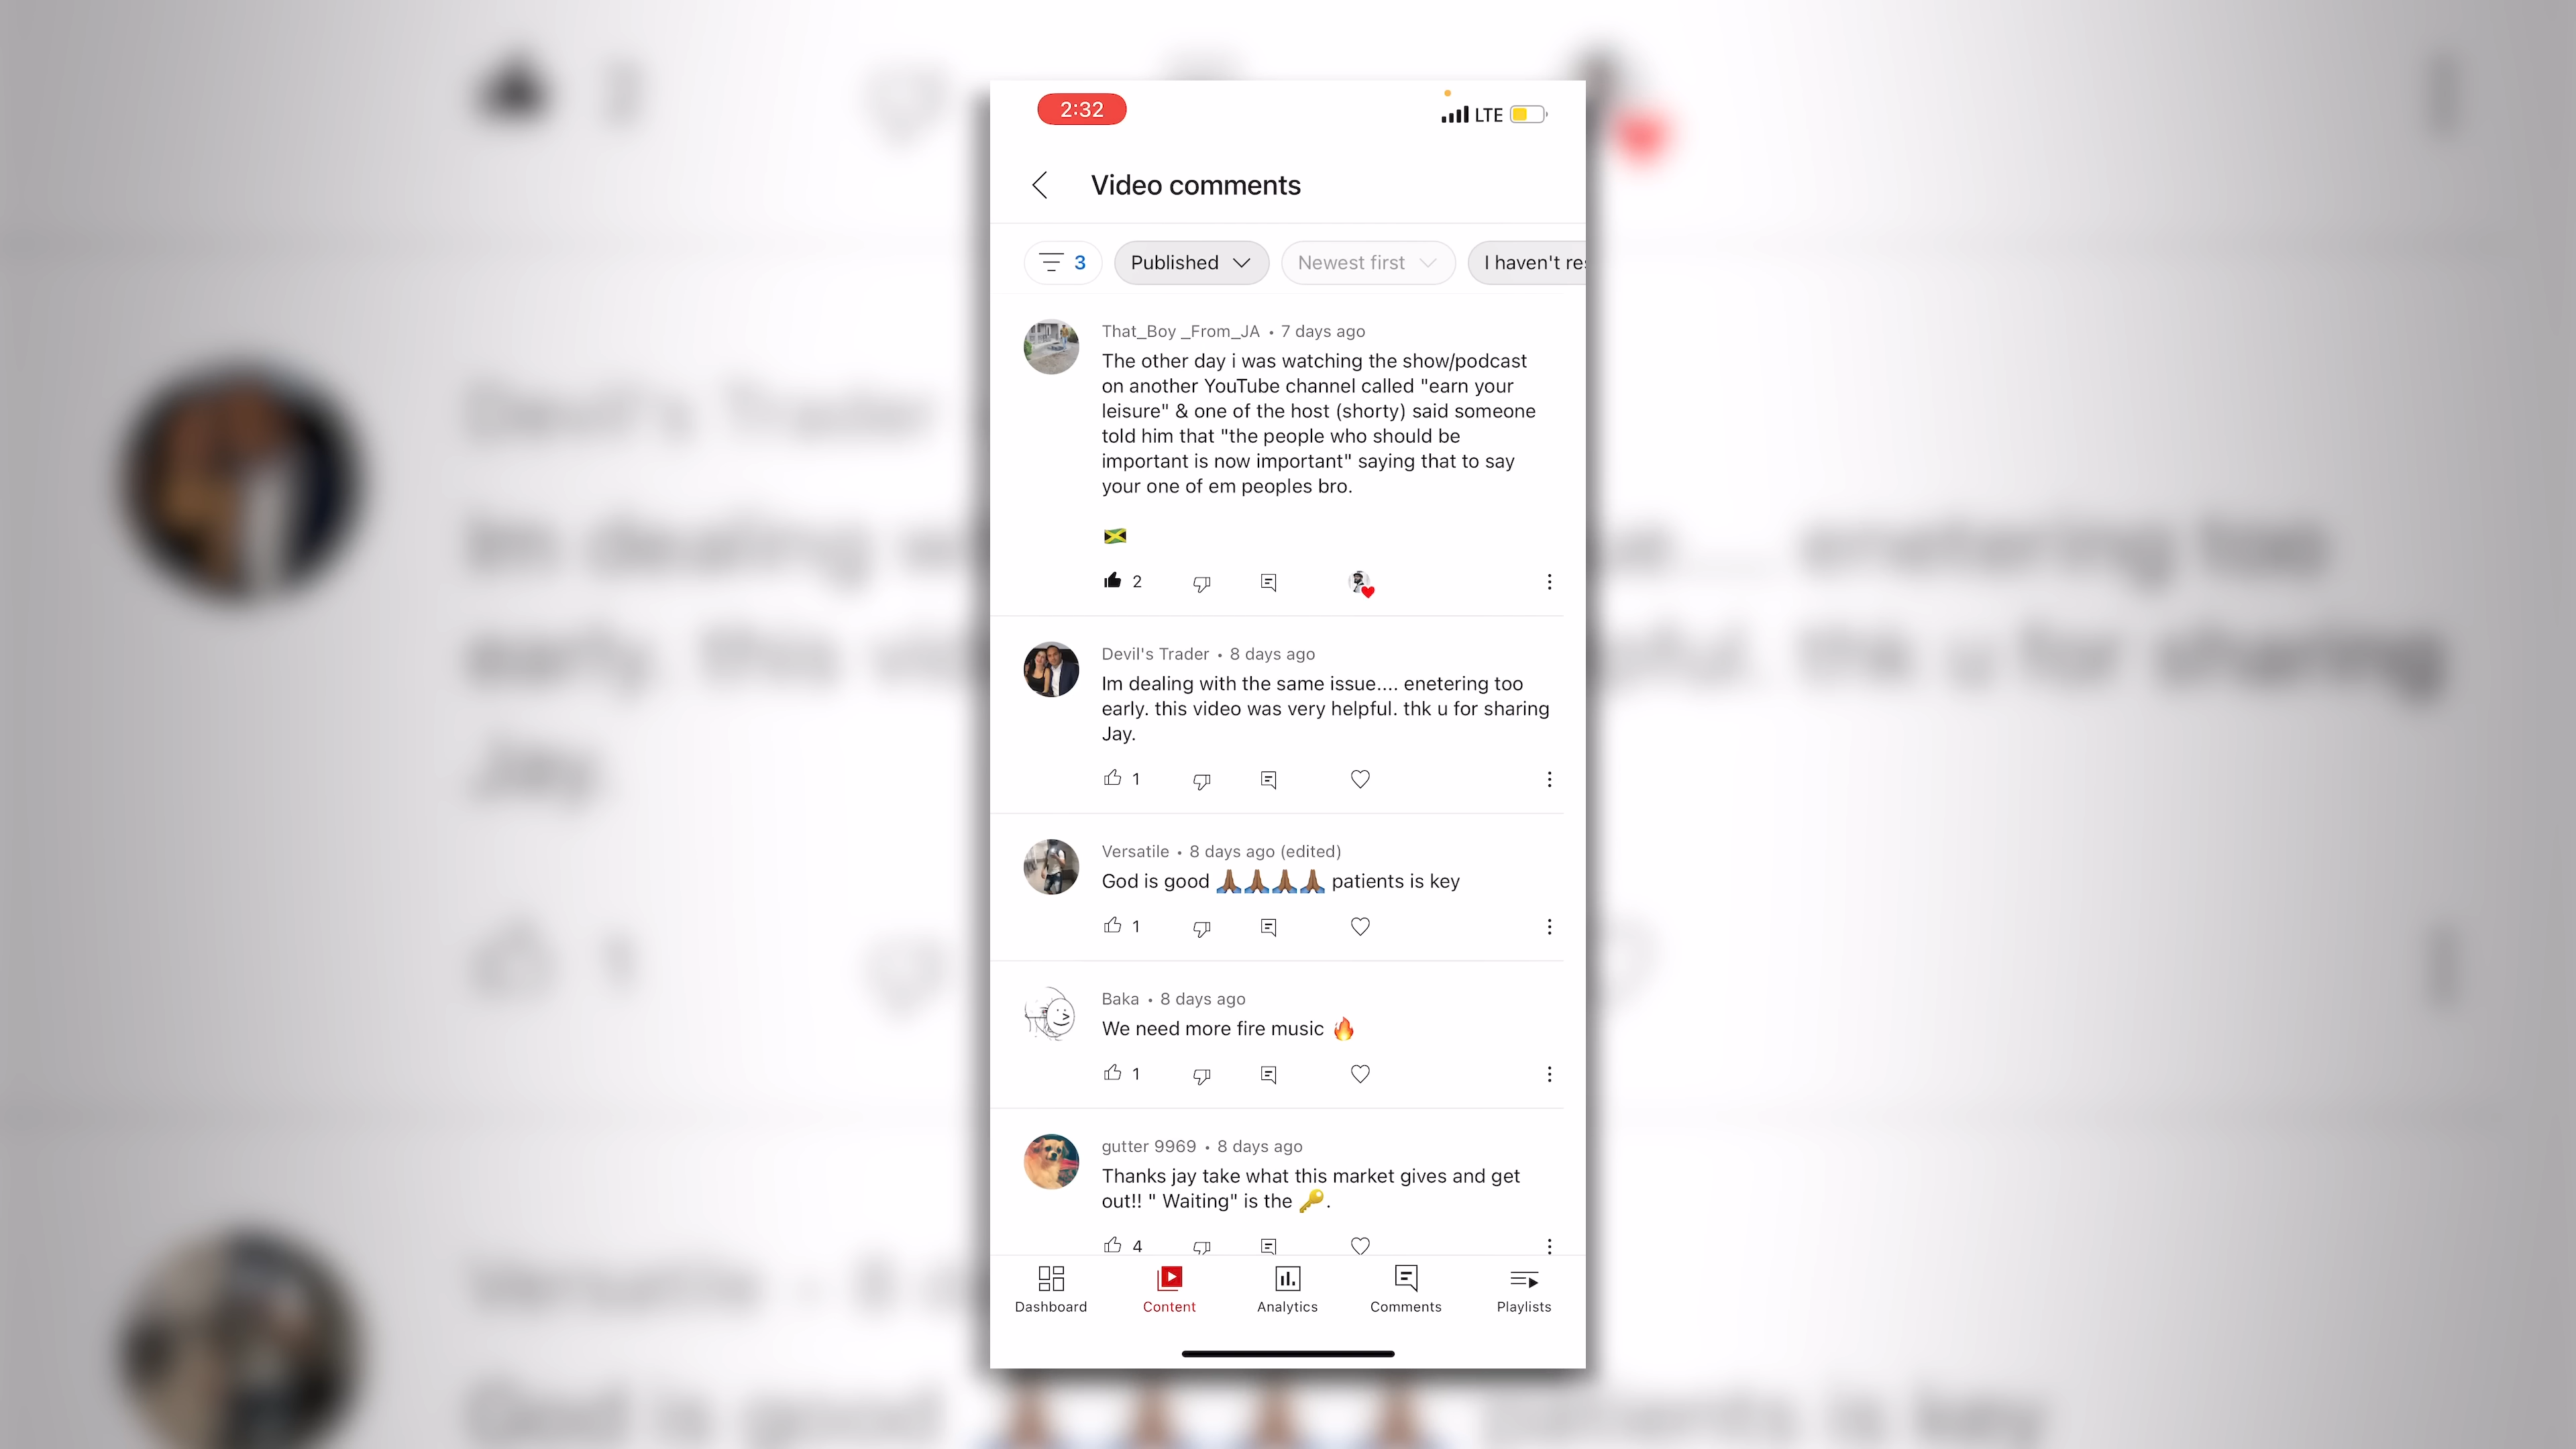 2:32
LTE
Video comments
3 Published Newest first I haven't res
That_Boy _From_JA • 7 days ago
The other day i was watching the show/podcast
on another YouTube channel called "earn your
leisure" & one of the host (shorty) said someone
told him that "the people who should be
important is now important" saying that to say
your one of em peoples bro.
🇯🇲
2
Devil's Trader • 8 days ago
Im dealing with the same issue.... enetering too
early. this video was very helpful. thk u for sharing
Jay.
1
Versatile • 8 days ago (edited)
God is good 🙏🏾🙏🏾🙏🏾🙏🏾 patients is key
1
Baka • 8 days ago
We need more fire music 🔥
1
gutter 9969 • 8 days ago
Thanks jay take what this market gives and get
out!! " Waiting" is the 🔑.
4
Dashboard Content Analytics Comments Playlists